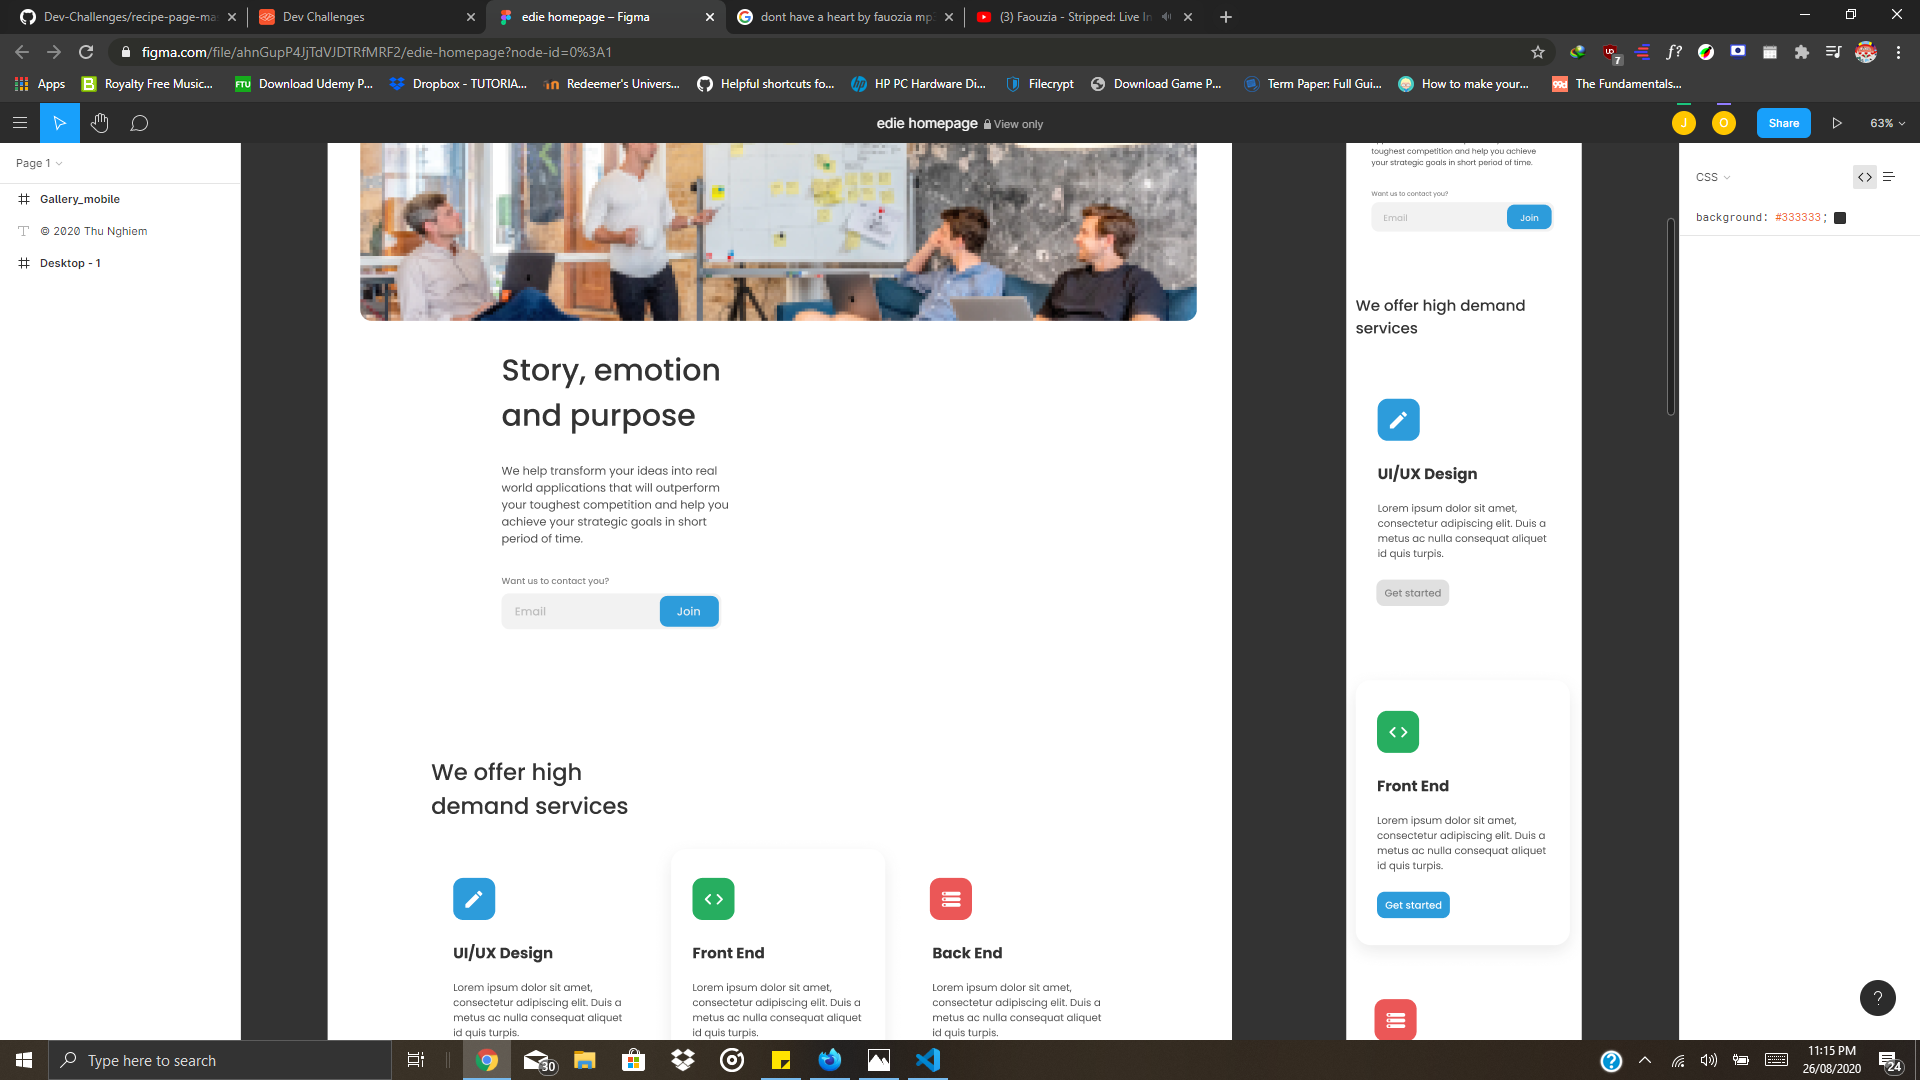 Dev-Challenges/recipe-page-ma
Dev Challenges
edie homepage – Figma
dont have a heart by fauozia mp
(3) Faouzia - Stripped: Live In
figma.com/file/ahnGupP4JjTdVJDTRfMRF2/edie-homepage?node-id=0%3A1
7
Apps
Royalty Free Music...
FTU
Download Udemy P...
Dropbox - TUTORIA...
Redeemer's Univers...
Helpful shortcuts fo...
HP PC Hardware Di...
Filecrypt
Download Game P...
Term Paper: Full Gui...
How to make your...
The Fundamentals...
edie homepage
View only
J
O
Share
63%
Page 1
Gallery_mobile
© 2020 Thu Nghiem
Desktop - 1
Story, emotion
and purpose
We help transform your ideas into real
world applications that will outperform
your toughest competition and help you
achieve your strategic goals in short
period of time.
Want us to contact you?
Email
Join
We offer high
demand services
UI/UX Design
Lorem ipsum dolor sit amet,
consectetur adipiscing elit. Duis a
metus ac nulla consequat aliquet
id quis turpis.
Front End
Lorem ipsum dolor sit amet,
consectetur adipiscing elit. Duis a
metus ac nulla consequat aliquet
id quis turpis.
Back End
Lorem ipsum dolor sit amet,
consectetur adipiscing elit. Duis a
metus ac nulla consequat aliquet
id quis turpis.
toughest competition and help you achieve
your strategic goals in short period of time.
Want us to contact you?
Email
Join
We offer high demand
services
UI/UX Design
Lorem ipsum dolor sit amet,
consectetur adipiscing elit. Duis a
metus ac nulla consequat aliquet
id quis turpis.
Get started
Front End
Lorem ipsum dolor sit amet,
consectetur adipiscing elit. Duis a
metus ac nulla consequat aliquet
id quis turpis.
Get started
CSS
background: #333333;
?
Type here to search
30
11:15 PM
26/08/2020
24